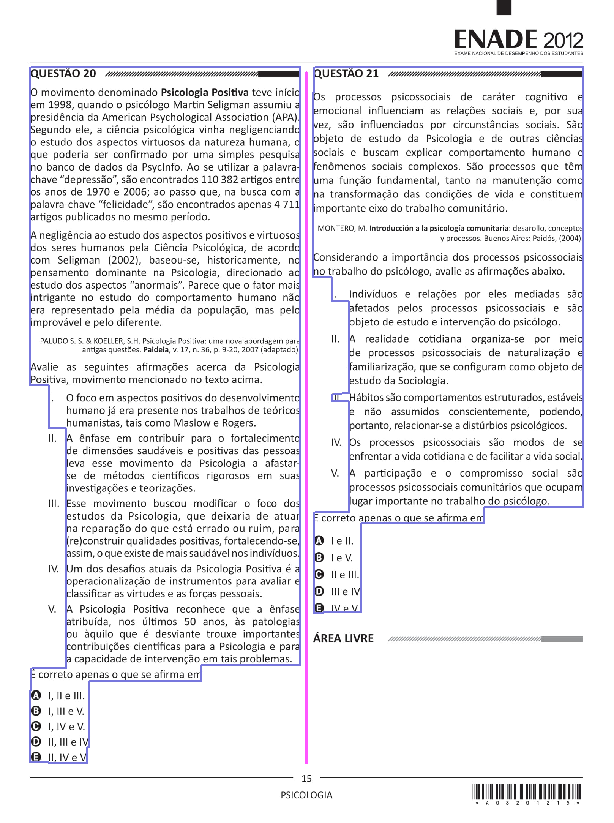 ENADE 2012
EXAME NACIONAL DE DESEMPENHO DOS ESTUDANTES
QUESTÃO 20
O movimento denominado Psicologia Positiva teve início
em 1998, quando o psicólogo Martin Seligman assumiu a
presidência da American Psychological Association (APA).
Segundo ele, a ciência psicológica vinha negligenciando
o estudo dos aspectos virtuosos da natureza humana, o
que poderia ser confirmado por uma simples pesquisa
no banco de dados da PsycInfo. Ao se utilizar a palavra-
chave “depressão”, são encontrados 110 382 artigos entre
os anos de 1970 e 2006; ao passo que, na busca com a
palavra chave “felicidade”, são encontrados apenas 4 711
artigos publicados no mesmo período.
A negligência ao estudo dos aspectos positivos e virtuosos
dos seres humanos pela Ciência Psicológica, de acordo
com Seligman (2002), baseou-se, historicamente, no
pensamento dominante na Psicologia, direcionado ao
estudo dos aspectos “anormais”. Parece que o fator mais
intrigante no estudo do comportamento humano não
era representado pela média da população, mas pelo
improvável e pelo diferente.
PALUDO S. S. & KOELLER, S.H. Psicologia Positiva: uma nova abordagem para
antigas questões. Paideia, v. 17, n. 36, p. 9-20, 2007 (adaptado)
Avalie as seguintes afirmações acerca da Psicologia
Positiva, movimento mencionado no texto acima.
I. O foco em aspectos positivos do desenvolvimento
humano já era presente nos trabalhos de teóricos
humanistas, tais como Maslow e Rogers.
II. A ênfase em contribuir para o fortalecimento
de dimensões saudáveis e positivas das pessoas
leva esse movimento da Psicologia a afastar-
se de métodos científicos rigorosos em suas
investigações e teorizações.
III. Esse movimento buscou modificar o foco dos
estudos da Psicologia, que deixaria de atuar
na reparação do que está errado ou ruim, para
(re)construir qualidades positivas, fortalecendo-se,
assim, o que existe de mais saudável nos indivíduos.
IV. Um dos desafios atuais da Psicologia Positiva é a
operacionalização de instrumentos para avaliar e
classificar as virtudes e as forças pessoais.
V. A Psicologia Positiva reconhece que a ênfase
atribuída, nos últimos 50 anos, às patologias
ou àquilo que é desviante trouxe importantes
contribuições científicas para a Psicologia e para
a capacidade de intervenção em tais problemas.
É correto apenas o que se afirma em
A I, II e III.
B I, III e V.
C I, IV e V.
D II, III e IV
E II, IV e V
QUESTÃO 21
Os processos psicossociais de caráter cognitivo e
emocional influenciam as relações sociais e, por sua
vez, são influenciados por circunstâncias sociais. São
objeto de estudo da Psicologia e de outras ciências
sociais e buscam explicar comportamento humano e
fenômenos sociais complexos. São processos que têm
uma função fundamental, tanto na manutenção como
na transformação das condições de vida e constituem
importante eixo do trabalho comunitário.
MONTERO, M. Introducción a la psicología comunitaria: desarollo, conceptos
y procesos. Buenos Aires: Paidós, (2004)
Considerando a importância dos processos psicossociais
no trabalho do psicólogo, avalie as afirmações abaixo.
I. Indivíduos e relações por eles mediadas são
afetados pelos processos psicossociais e são
objeto de estudo e intervenção do psicólogo.
II. A realidade cotidiana organiza-se por meio
de processos psicossociais de naturalização e
familiarização, que se configuram como objeto de
estudo da Sociologia.
III. Hábitos são comportamentos estruturados, estáveis
e não assumidos conscientemente, podendo,
portanto, relacionar-se a distúrbios psicológicos.
IV. Os processos psicossociais são modos de se
enfrentar a vida cotidiana e de facilitar a vida social.
V. A participação e o compromisso social são
processos psicossociais comunitários que ocupam
lugar importante no trabalho do psicólogo.
É correto apenas o que se afirma em
A I e II.
B I e V.
C II e III.
D III e IV
E IV e V
ÁREA LIVRE
15
PSICOLOGIA
*A0320121​5*